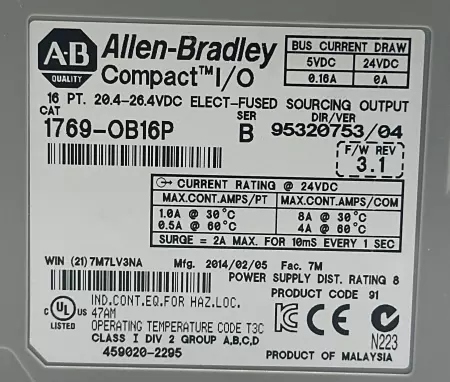 A-B
QUALITY
Allen-Bradley
Compact™ I/O
BUS CURRENT DRAW
5VDC 24VDC
0.16A 0A
16 PT. 20.4-26.4VDC ELECT-FUSED SOURCING OUTPUT
CAT SER DIR/VER
1769-OB16P B 95320753/04
F/W REV
3.1
CURRENT RATING @ 24VDC
MAX.CONT.AMPS/PT MAX.CONT.AMPS/COM
1.0A @ 30°C 8A @ 30°C
0.5A @ 60°C 4A @ 60°C
SURGE = 2A MAX. FOR 10mS EVERY 1 SEC
WIN (21) 7M7LV3NA Mfg. 2014/02/05 Fac. 7M
POWER SUPPLY DIST. RATING 8
PRODUCT CODE 91
IND.CONT.EQ.FOR HAZ.LOC.
C UL US 47AM
LISTED OPERATING TEMPERATURE CODE T3C
CLASS I DIV 2 GROUP A,B,C,D
459020-2295
KC CE C
N223
PRODUCT OF MALAYSIA